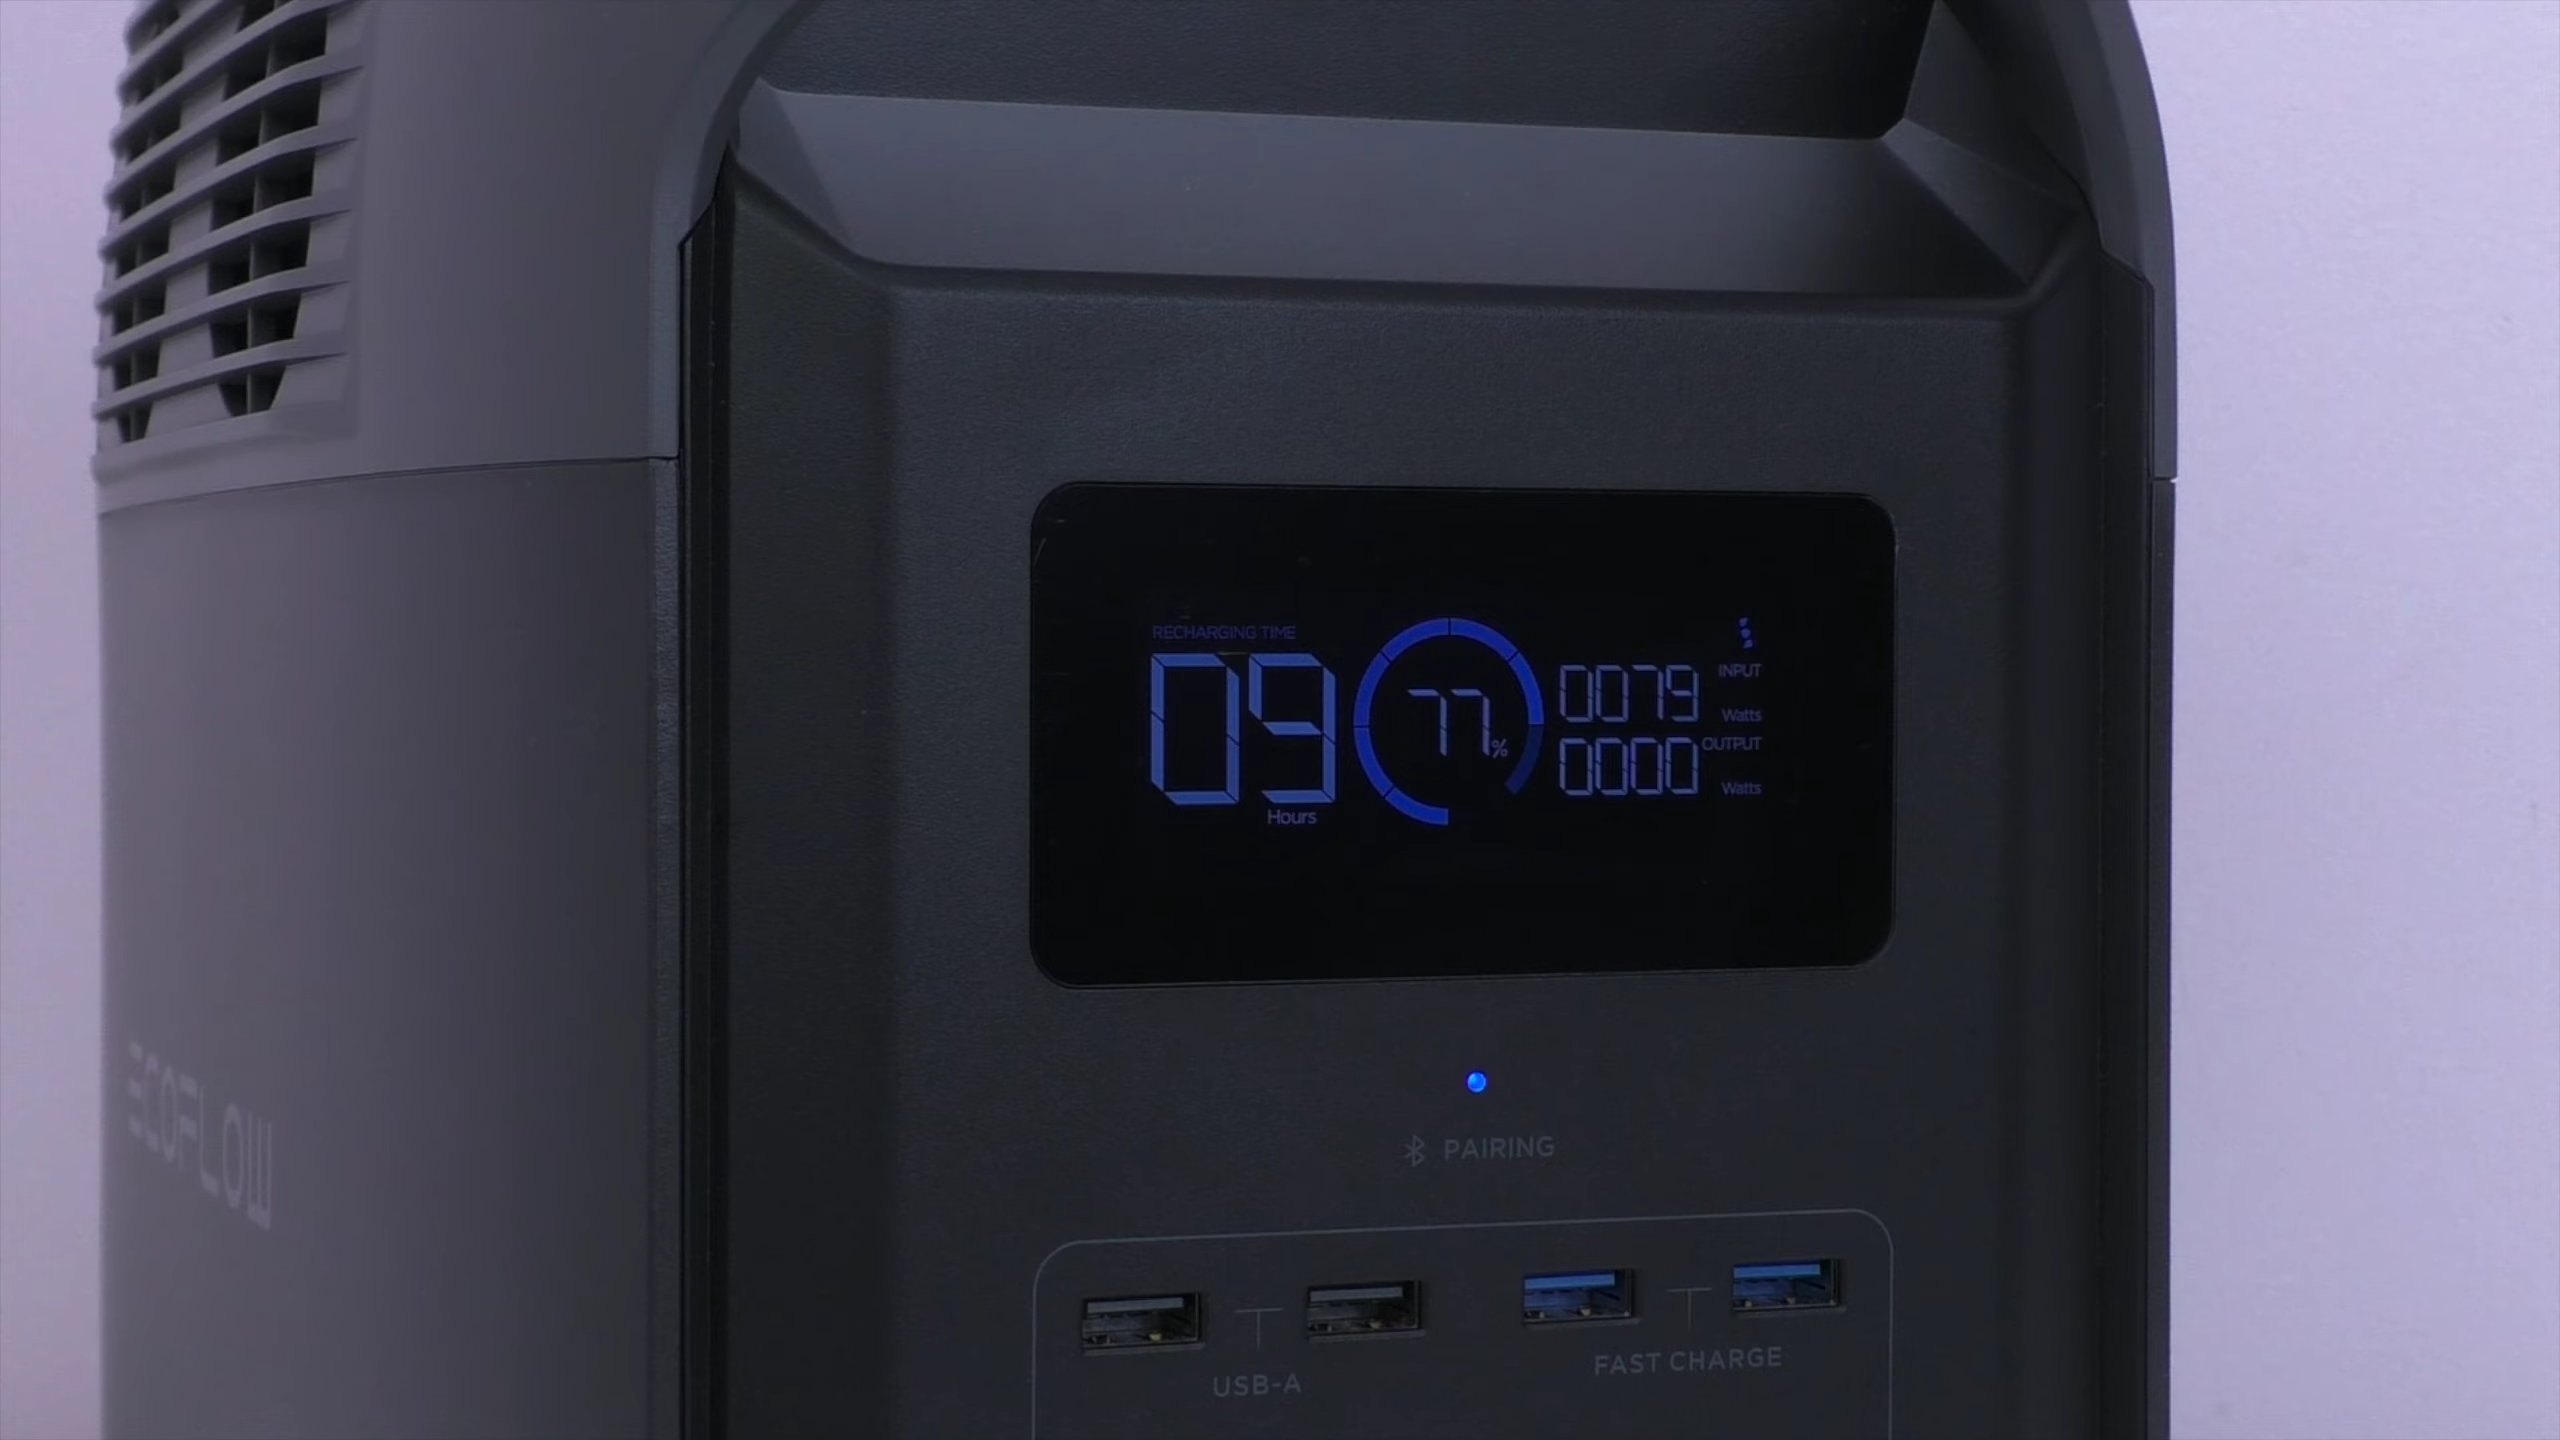 RECHARGING TIME
09
Hours
77%
0079
INPUT
Watts
0000
OUTPUT
Watts
ECOFLOW
PAIRING
USB-A
FAST CHARGE